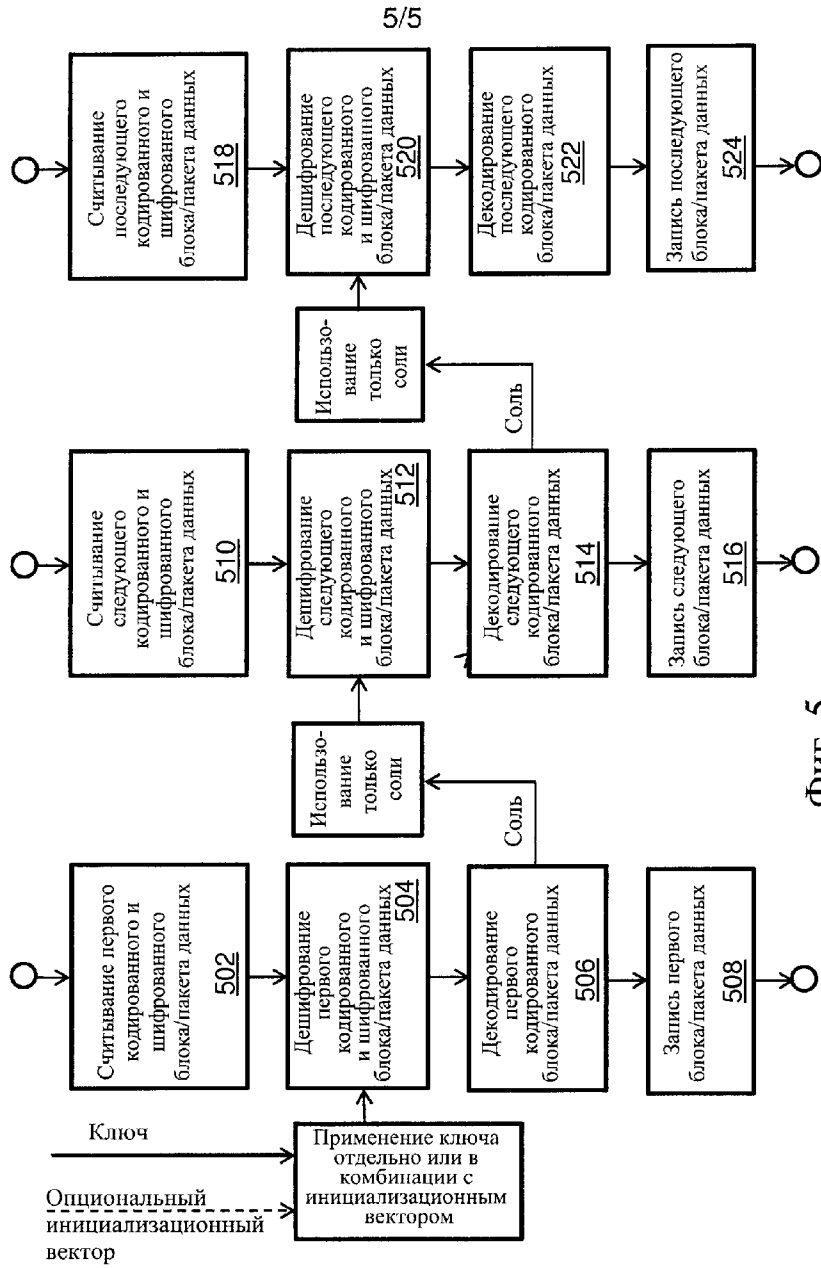 5/5
Ключ
Опциональный
инициализационный
вектор
Применение ключа
отдельно или в
комбинации с
инициализационным
вектором
Считывание первого
кодированного и
шифрованного
блока/пакета данных
502
Дешифрование
первого
кодированного
и шифрованного
блока/пакета данных
504
Декодирование
первого
кодированного
блока/пакета данных
506
Запись первого
блока/пакета данных
508
Соль
Использо-
вание
только
соли
Считывание
следующего
кодированного и
шифрованного
блока/пакета данных
510
Дешифрование
следующего
кодированного
и шифрованного
блока/пакета данных
512
Декодирование
следующего
кодированного
блока/пакета данных
514
Запись следующего
блока/пакета данных
516
Соль
Использо-
вание
только
соли
Считывание
последующего
кодированного и
шифрованного
блока/пакета данных
518
Дешифрование
последующего
кодированного
и шифрованного
блока/пакета данных
520
Декодирование
последующего
кодированного
блока/пакета данных
522
Запись последующего
блока/пакета данных
524
Фиг. 5